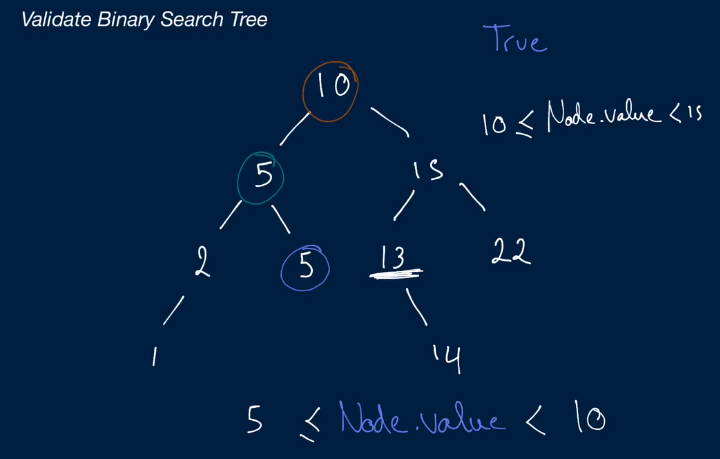 Validate Binary Search Tree
True
10
10 ≤ Node.value < 15
5
15
2
5
13
22
1
14
5 ≤ Node.value < 10